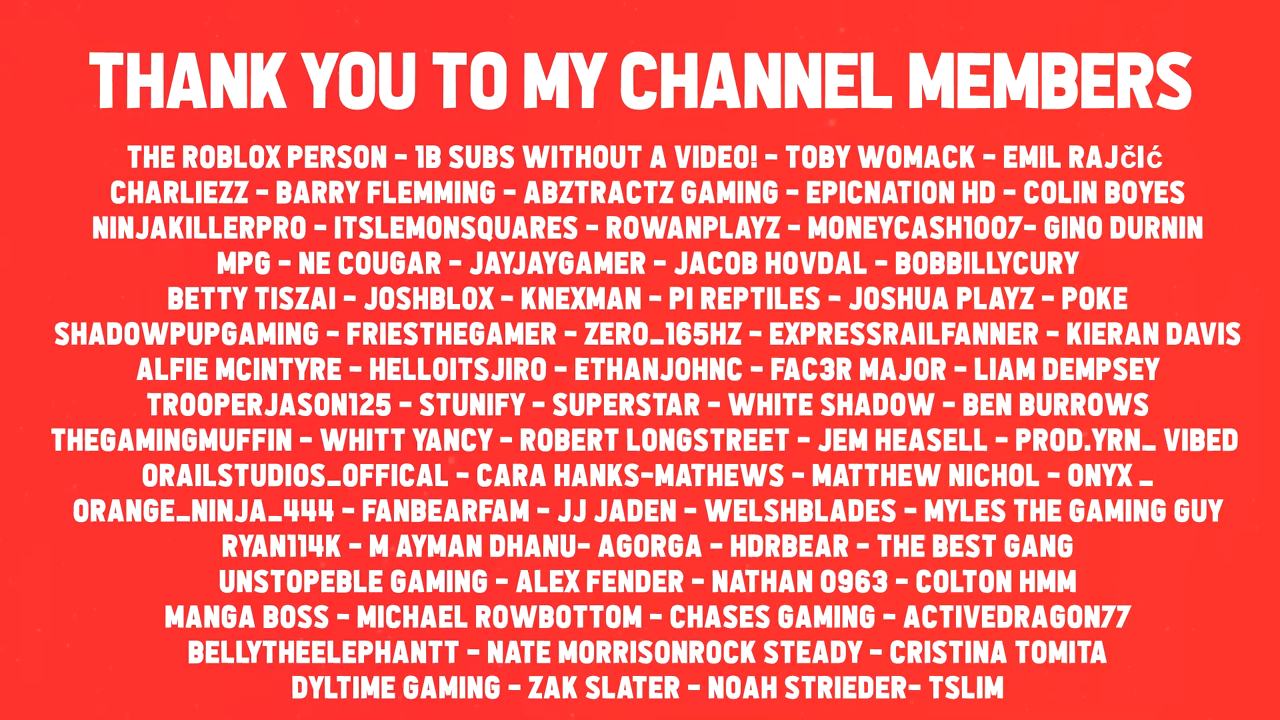 THANK YOU TO MY CHANNEL MEMBERS
THE ROBLOX PERSON - 1B SUBS WITHOUT A VIDEO! - TOBY WOMACK - EMIL RAJčIć
CHARLIEZZ - BARRY FLEMMING - ABZTRACTZ GAMING - EPICNATION HD - COLIN BOYES
NINJAKILLERPRO - ITSLEMONSQUARES - ROWANPLAYZ - MONEYCASH1007- GINO DURNIN
MPG - NE COUGAR - JAYJAYGAMER - JACOB HOVDAL - BOBBILLYCURY
BETTY TISZAI - JOSHBLOX - KNEXMAN - PI REPTILES - JOSHUA PLAYZ - POKE
SHADOWPUPGAMING - FRIESTHEGAMER - ZERO_165HZ - EXPRESSRAILFANNER - KIERAN DAVIS
ALFIE MCINTYRE - HELLOITSJIRO - ETHANJOHNC - FAC3R MAJOR - LIAM DEMPSEY
TROOPERJASON125 - STUNIFY - SUPERSTAR - WHITE SHADOW - BEN BURROWS
THEGAMINGMUFFIN - WHITT YANCY - ROBERT LONGSTREET - JEM HEASELL - PROD.YRN_ VIBED
ORAILSTUDIOS_OFFICAL - CARA HANKS-MATHEWS - MATTHEW NICHOL - ONYX _
ORANGE_NINJA_444 - FANBEARFAM - JJ JADEN - WELSHBLADES - MYLES THE GAMING GUY
RYAN114K - M AYMAN DHANU- AGORGA - HDRBEAR - THE BEST GANG
UNSTOPEBLE GAMING - ALEX FENDER - NATHAN 0963 - COLTON HMM
MANGA BOSS - MICHAEL ROWBOTTOM - CHASES GAMING - ACTIVEDRAGON77
BELLYTHEELEPHANTT - NATE MORRISONROCK STEADY - CRISTINA TOMITA
DYLTIME GAMING - ZAK SLATER - NOAH STRIEDER- TSLIM